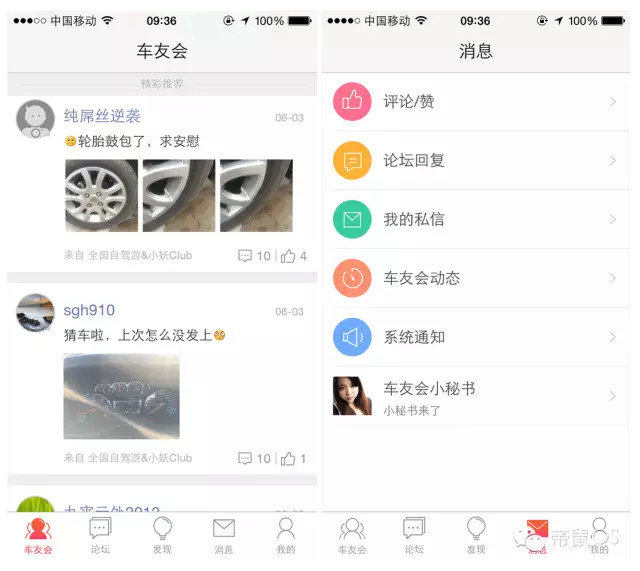 中国移动 09:36 100%
车友会
精彩推荐
纯屌丝逆袭 06-03
轮胎鼓包了，求安慰
来自 全国自驾游&小妖Club 10 4
sgh910 06-03
猜车啦，上次怎么没发上
来自 全国自驾游&小妖Club 10 1
车友会 论坛 发现 消息 我的
中国移动 09:36 100%
消息
评论/赞
论坛回复
我的私信
车友会动态
系统通知
车友会小秘书
小秘书来了
车友会 论坛 发现 消息 我的
帝鼠OS